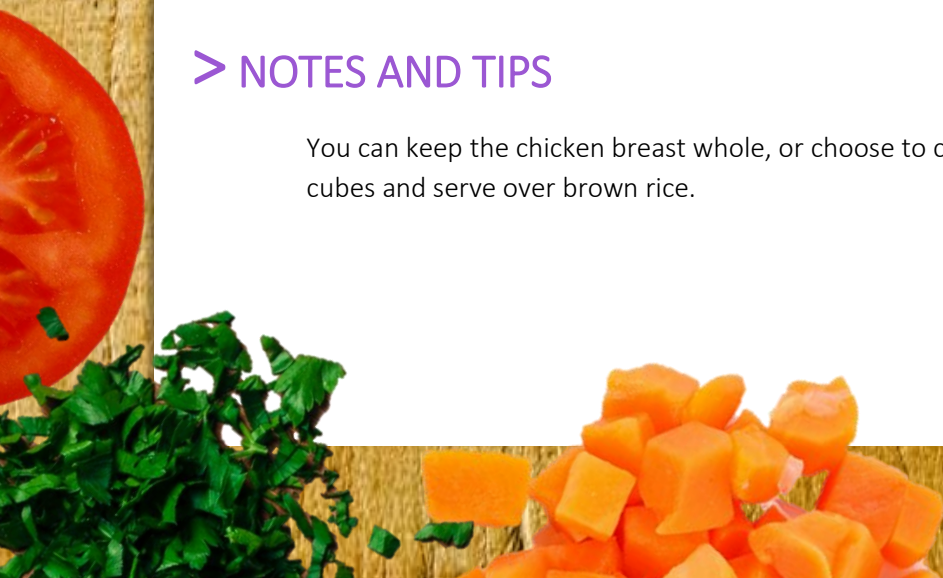 > NOTES AND TIPS
You can keep the chicken breast whole, or choose to
cubes and serve over brown rice.